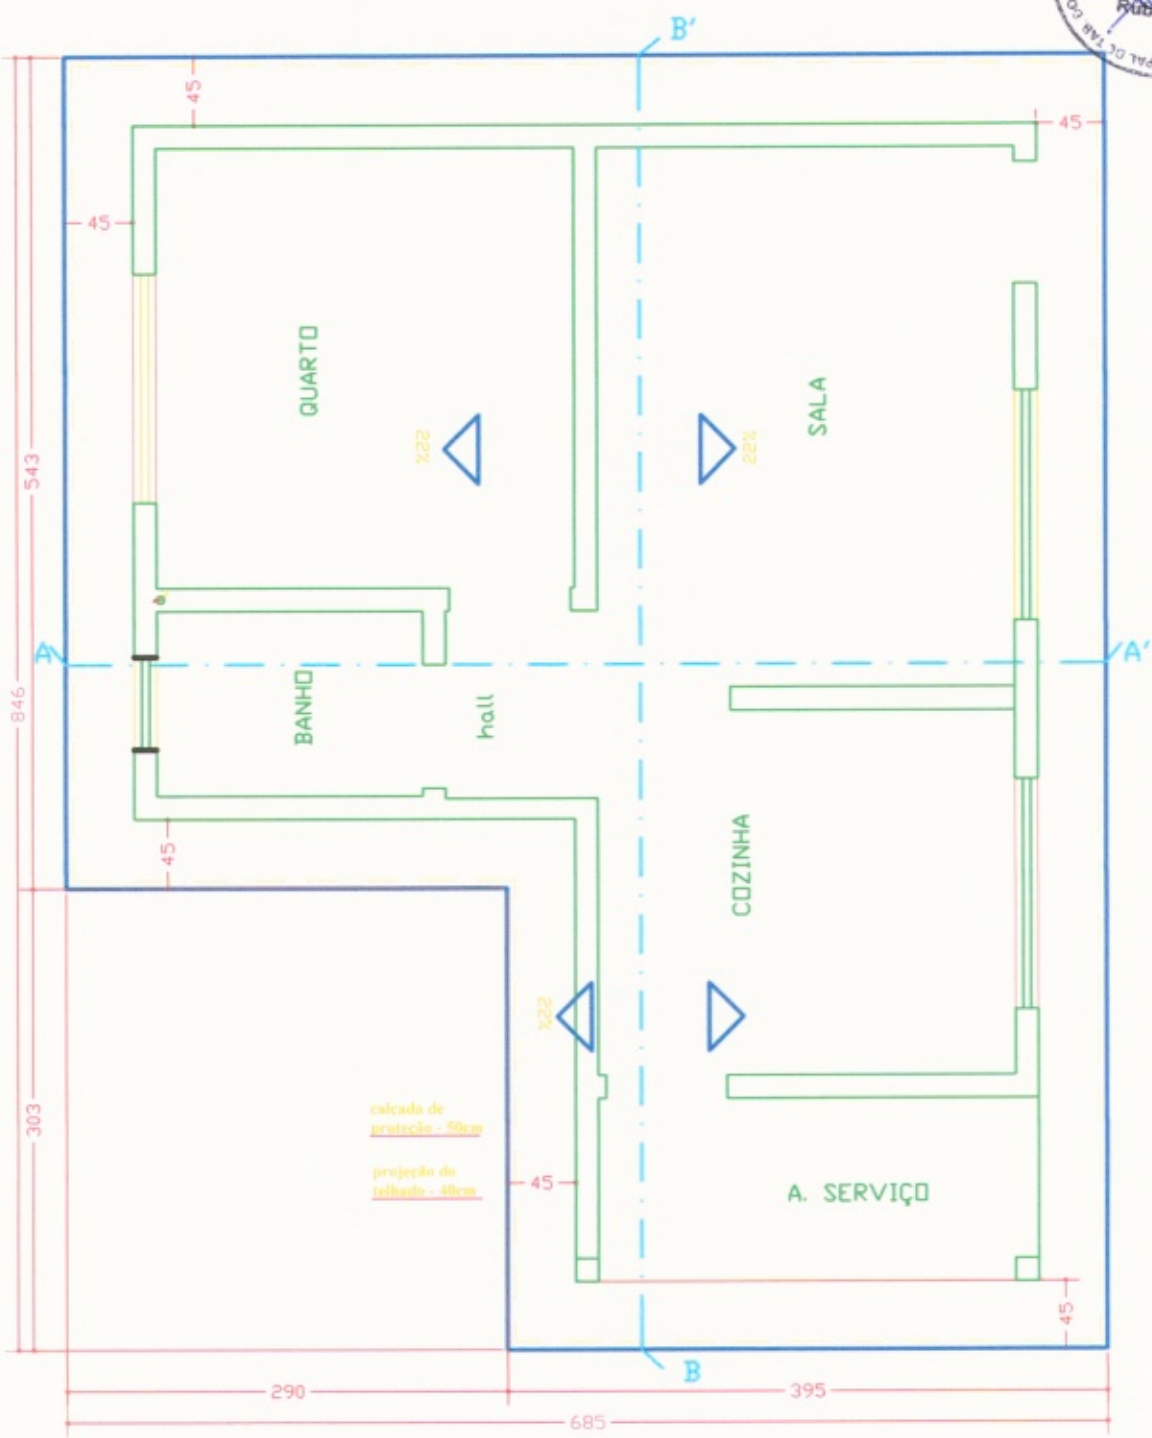 B'
45
45
45
QUARTO
SALA
22%
22%
543
846
A
A'
BANHO
hall
45
COZINHA
22%
303
calçada de
proteção - 50cm
projeção do
telhado - 40cm
45
A. SERVIÇO
45
B
290
395
685